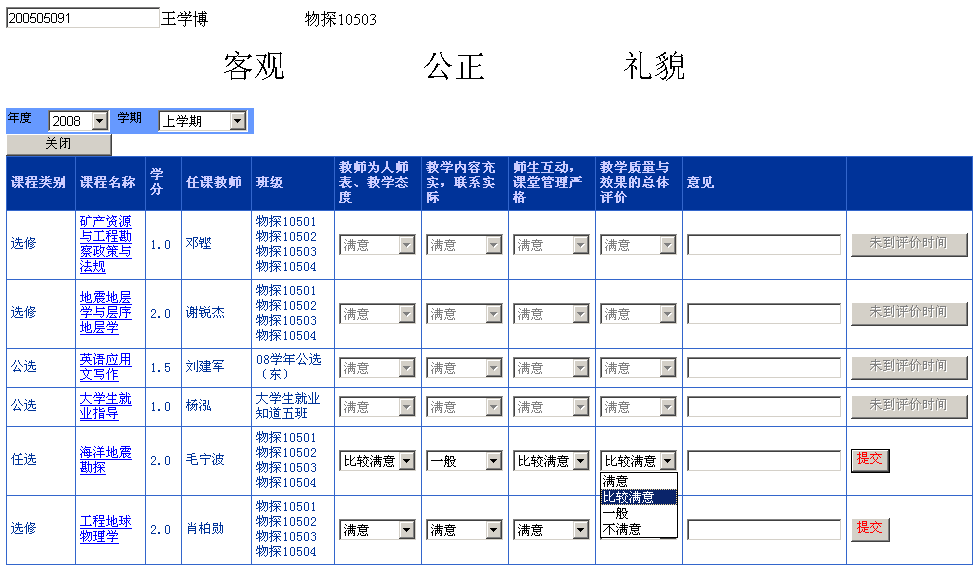 200505091 王学博 物探10503
客观 公正 礼貌
年度 2008 学期 上学期
关闭
课程类别 课程名称 学分 任课教师 班级 教师为人师表、教学态度 教学内容充实，联系实际 师生互动，课堂管理严格 教学质量与效果的总体评价 意见
选修 矿产资源与工程勘察政策与法规 1.0 邓铿 物探10501 物探10502 物探10503 物探10504 满意 满意 满意 满意 未到评价时间
选修 地震地层学与层序地层学 2.0 谢锐杰 物探10501 物探10502 物探10503 物探10504 满意 满意 满意 满意 未到评价时间
公选 英语应用文写作 1.5 刘建军 08学年公选（东） 满意 满意 满意 满意 未到评价时间
公选 大学生就业指导 1.0 杨泓 大学生就业知道五班 满意 满意 满意 满意 未到评价时间
任选 海洋地震勘探 2.0 毛宁波 物探10501 物探10502 物探10503 物探10504 比较满意 一般 比较满意 比较满意 提交
满意
比较满意
一般
不满意
选修 工程地球物理学 2.0 肖柏勋 物探10501 物探10502 物探10503 物探10504 满意 满意 满意 提交